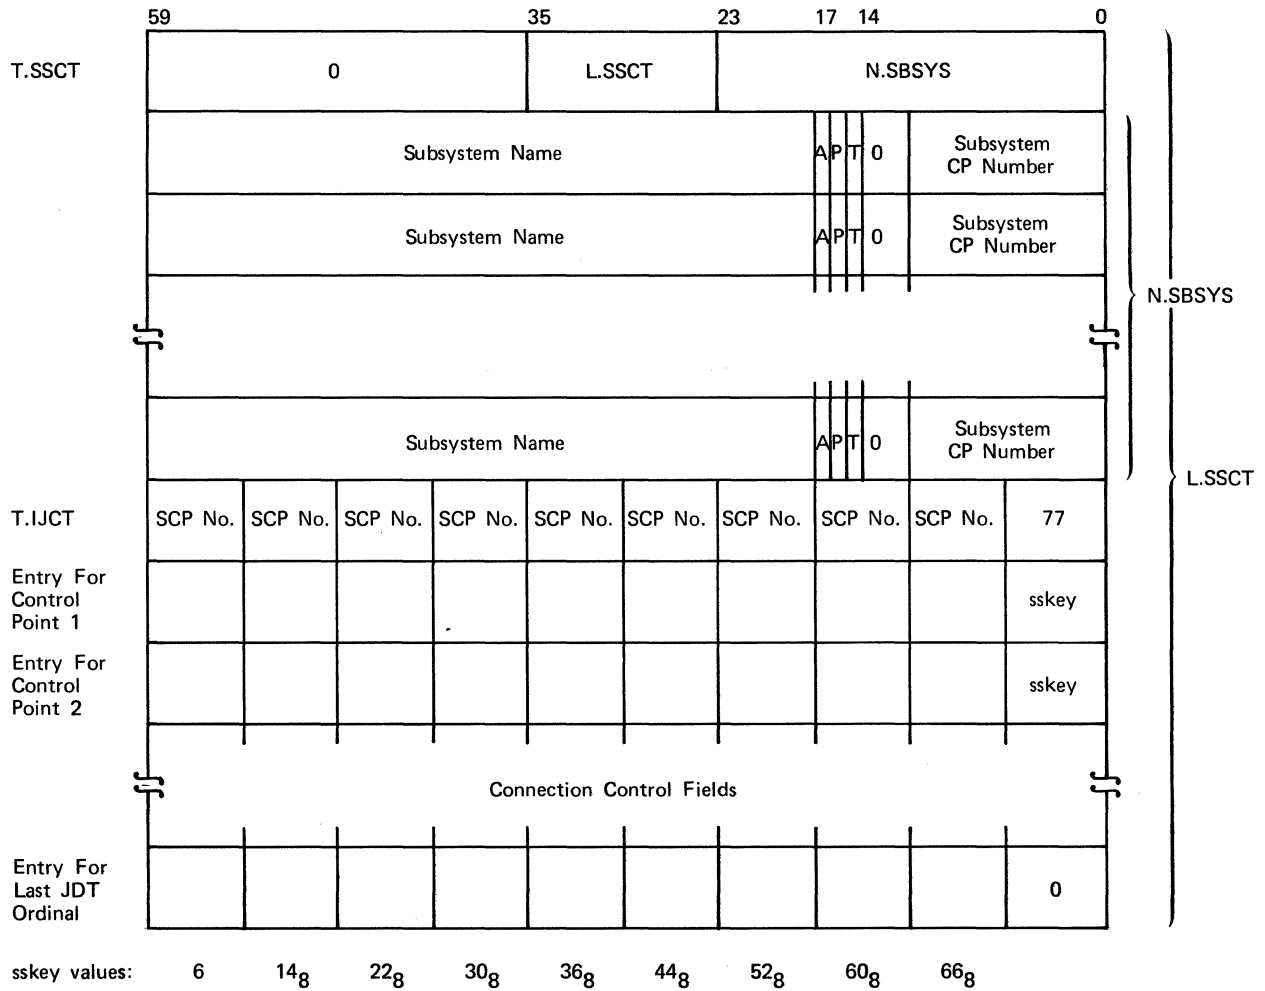 59 35 23 17 14 0
T.SSCT 0 L.SSCT N.SBSYS
Subsystem Name A P T 0 Subsystem
CP Number
Subsystem Name A P T 0 Subsystem
CP Number
N.SBSYS
Subsystem Name A P T 0 Subsystem
CP Number
L.SSCT
T.IJCT SCP No. SCP No. SCP No. SCP No. SCP No. SCP No. SCP No. SCP No. SCP No. 77
Entry For
Control
Point 1
sskey
Entry For
Control
Point 2
sskey
Connection Control Fields
Entry For
Last JDT
Ordinal
0
sskey values: 6 14₈ 22₈ 30₈ 36₈ 44₈ 52₈ 60₈ 66₈